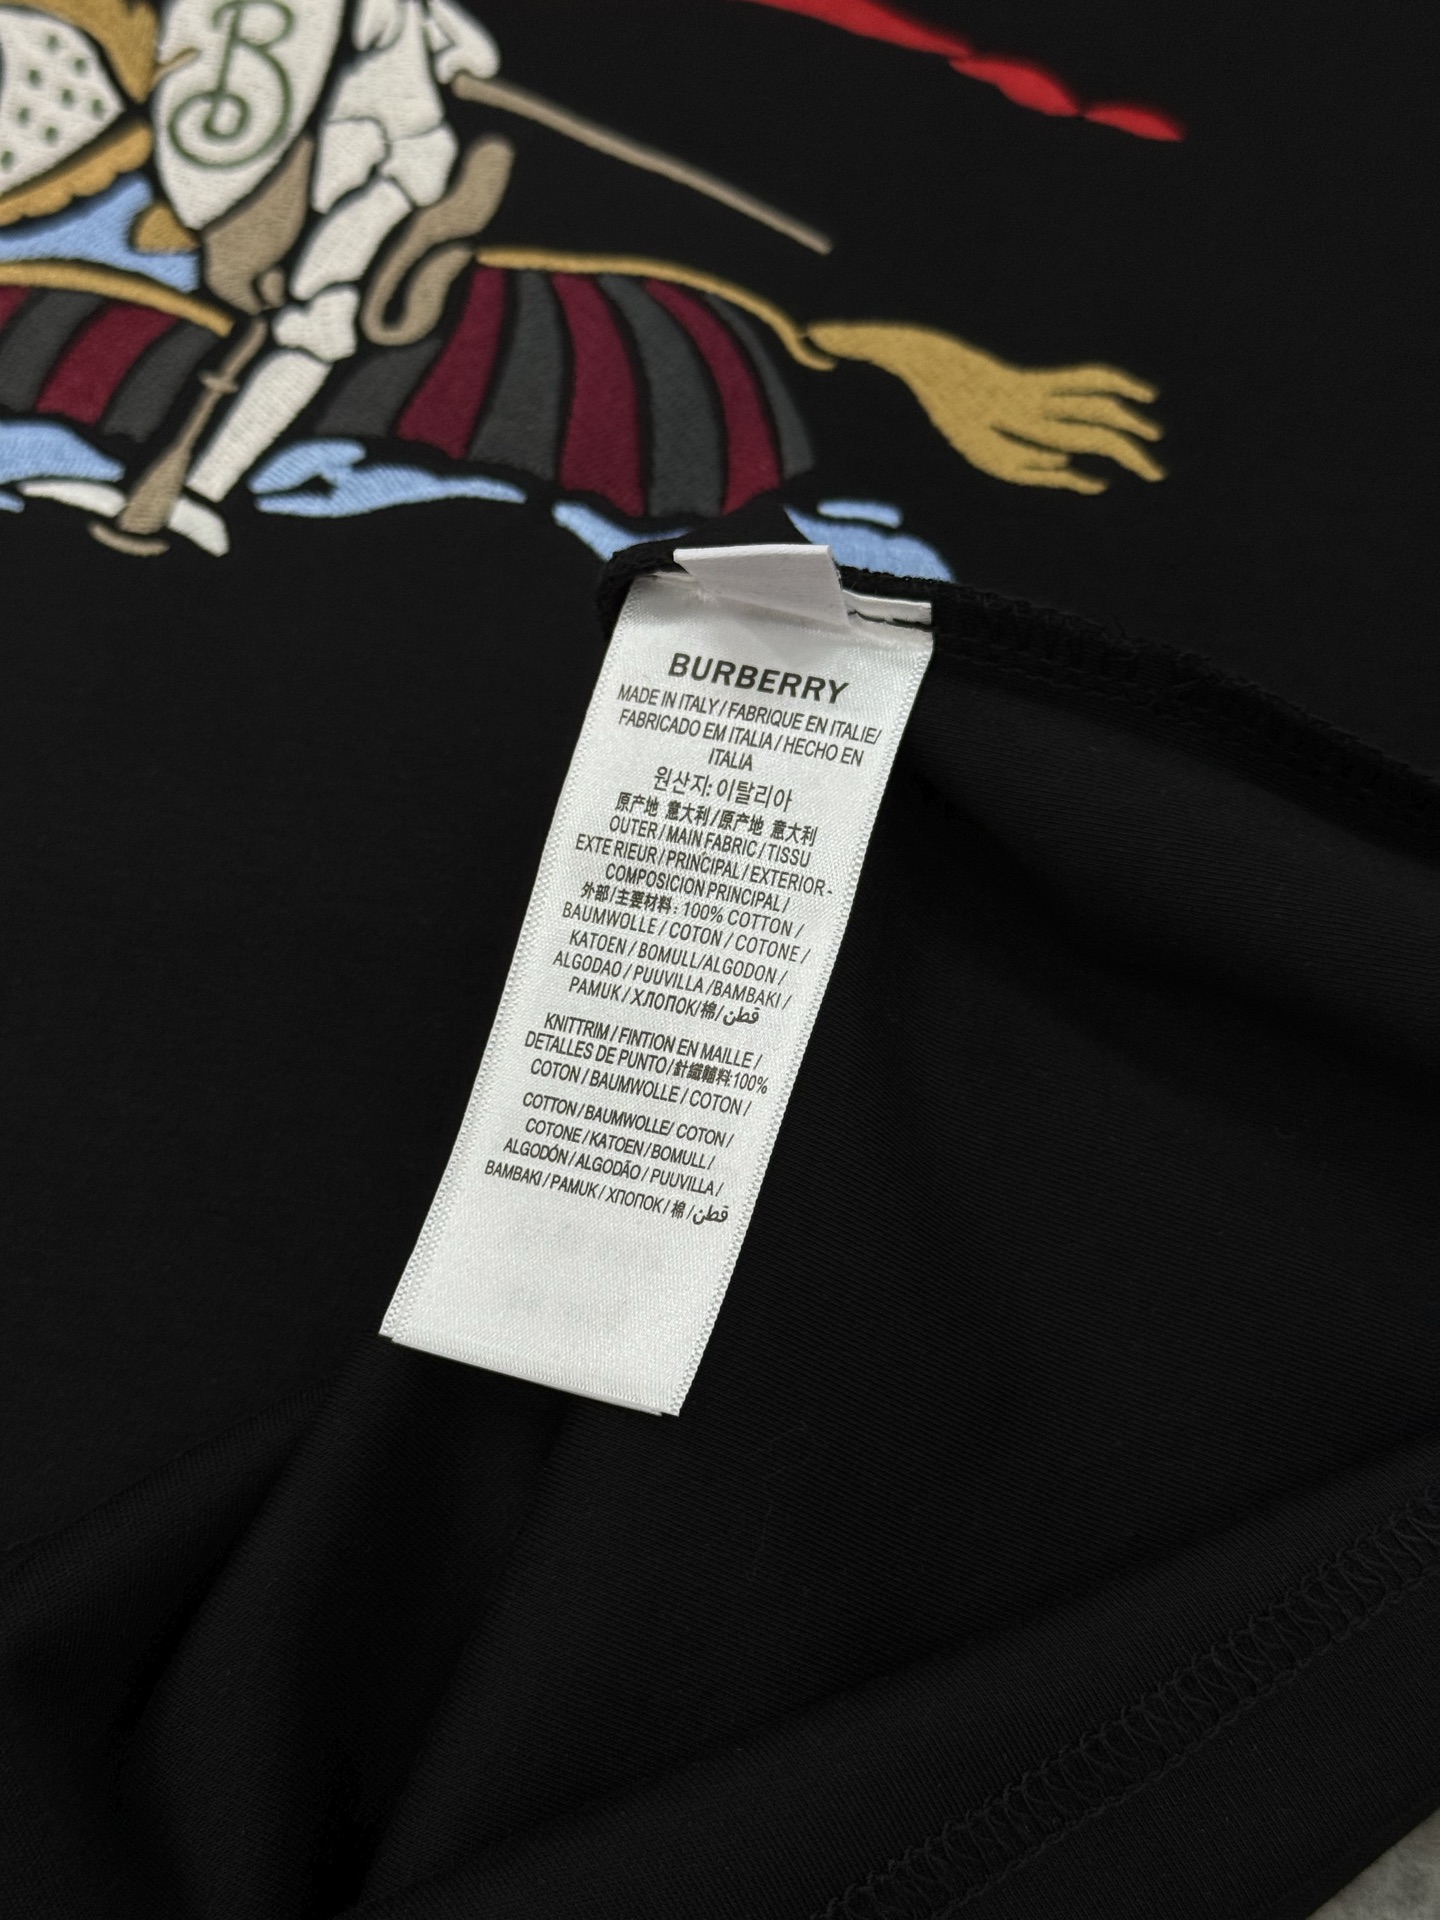 B
BURBERRY
MADE IN ITALY / FABRIQUE EN ITALIE/
FABRICADO EM ITALIA / HECHO EN
ITALIA
원산지: 이탈리아
原产地 意大利 / 原产地 意大利
OUTER / MAIN FABRIC / TISSU
EXTE RIEUR / PRINCIPAL / EXTERIOR-
COMPOSICION PRINCIPAL /
外部/主要材料: 100% COTTON /
BAUMWOLLE / COTON / COTONE /
KATOEN / BOMULL/ALGODON /
ALGODAO / PUUVILLA /BAMBAKI /
PAMUK / ХЛОПОК/棉/قطن
KNITTRIM / FINTION EN MAILLE /
DETALLES DE PUNTO/針織輔料100%
COTON / BAUMWOLLE / COTON /
COTTON / BAUMWOLLE/ COTON /
COTONE / KATOEN / BOMULL /
ALGODÓN / ALGODÃO / PUUVILLA /
BAMBAKI / PAMUK / ХПОПОК / 棉 /قطن